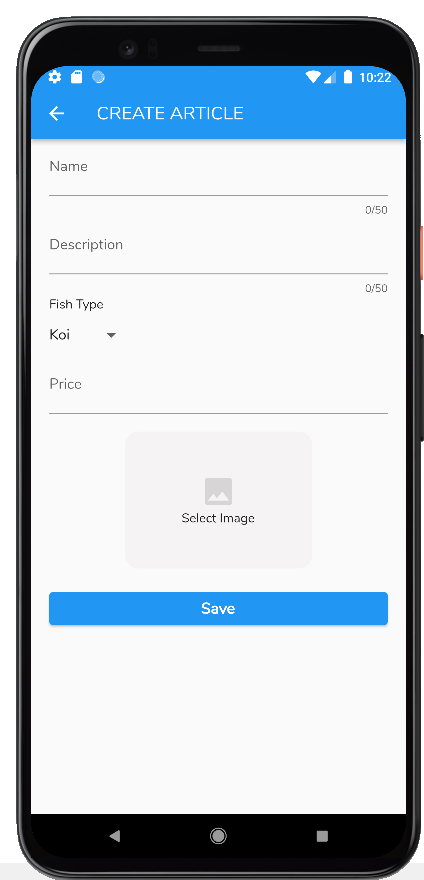 10:22
CREATE ARTICLE
Name
0/50
Description
0/50
Fish Type
Koi
Price
Select Image
Save